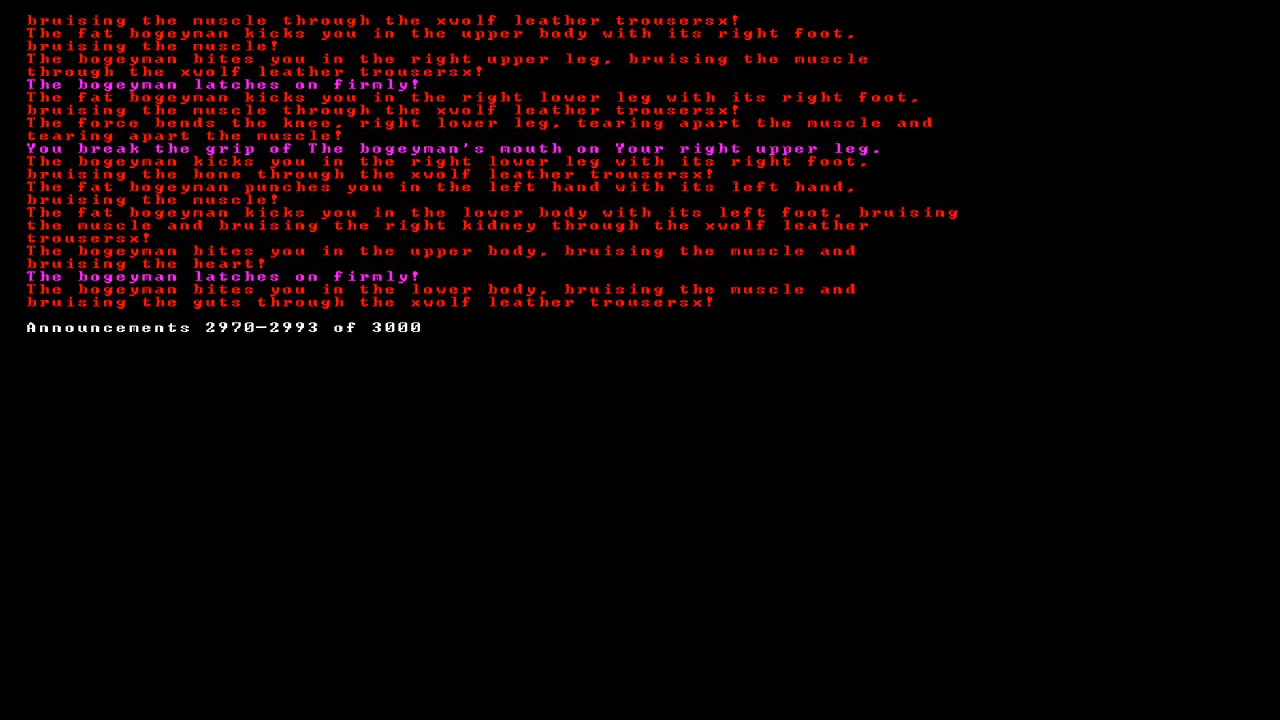 bruising the muscle through the xwolf leather trousersx!
The fat bogeyman kicks you in the upper body with its right foot,
bruising the muscle!
The bogeyman bites you in the right upper leg, bruising the muscle
through the xwolf leather trousersx!
The bogeyman latches on firmly!
The fat bogeyman kicks you in the right lower leg with its right foot,
bruising the muscle through the xwolf leather trousersx!
The force bends the knee, right lower leg, tearing apart the muscle and
tearing apart the muscle!
You break the grip of The bogeyman's mouth on Your right upper leg.
The bogeyman kicks you in the right lower leg with its right foot,
bruising the bone through the xwolf leather trousersx!
The fat bogeyman punches you in the left hand with its left hand,
bruising the muscle!
The fat bogeyman kicks you in the lower body with its left foot, bruising
the muscle and bruising the right kidney through the xwolf leather
trousersx!
The bogeyman bites you in the upper body, bruising the muscle and
bruising the heart!
The bogeyman latches on firmly!
The bogeyman bites you in the lower body, bruising the muscle and
bruising the guts through the xwolf leather trousersx!
Announcements 2970—2993 of 3000